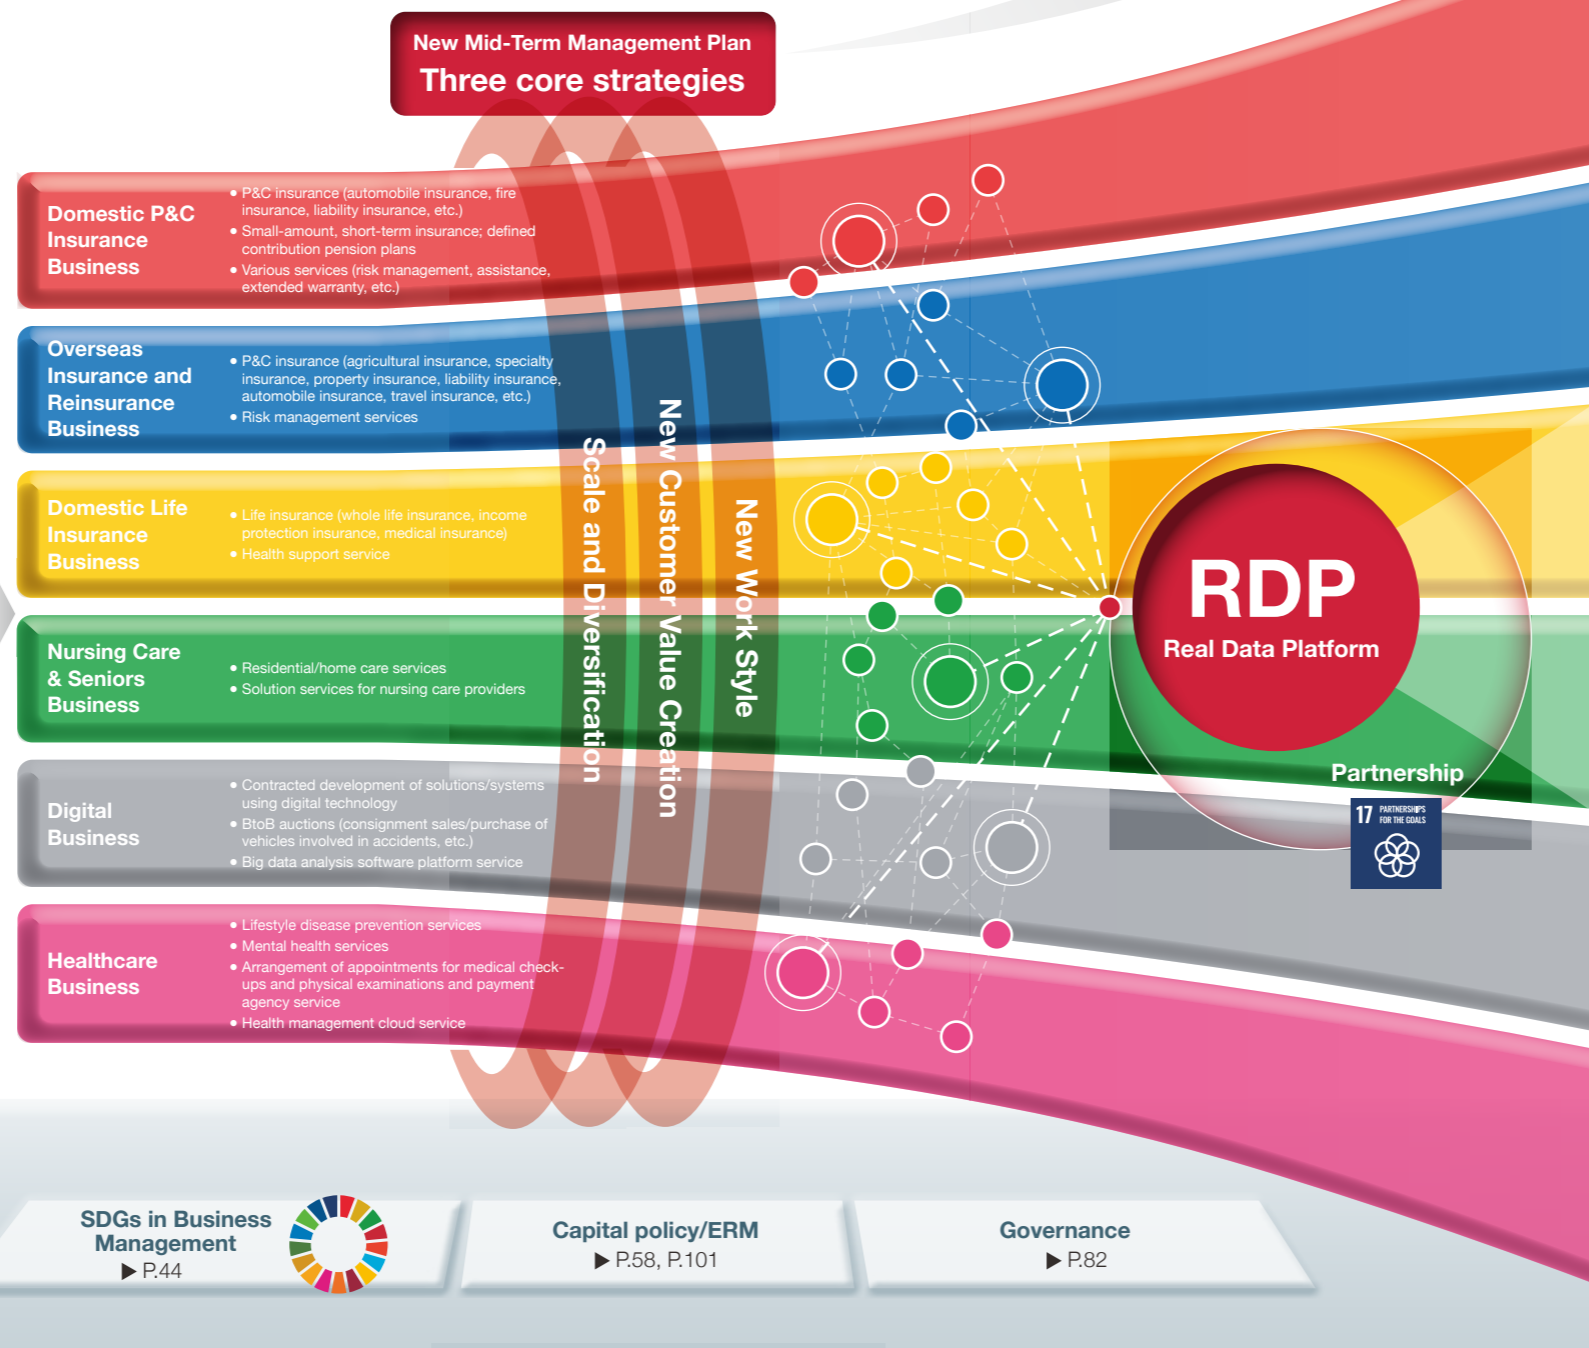 New Mid-Term Management Plan
Three core strategies
Domestic P&C
Insurance
Business
• P&C insurance (automobile insurance, fire
insurance, liability insurance, etc.)
• Small-amount, short-term insurance; defined
contribution pension plans
• Various services (risk management, assistance,
extended warranty, etc.)
Overseas
Insurance and
Reinsurance
Business
• P&C insurance (agricultural insurance, specialty
insurance, property insurance, liability insurance,
automobile insurance, travel insurance, etc.)
• Risk management services
Domestic Life
Insurance
Business
• Life insurance (whole life insurance, income
protection insurance, medical insurance)
• Health support service
Nursing Care
& Seniors
Business
• Residential/home care services
• Solution services for nursing care providers
Digital
Business
• Contracted development of solutions/systems
using digital technology
• BtoB auctions (consignment sales/purchase of
vehicles involved in accidents, etc.)
• Big data analysis software platform service
Healthcare
Business
• Lifestyle disease prevention services
• Mental health services
• Arrangement of appointments for medical check-
ups and physical examinations and payment
agency service
• Health management cloud service
Scale and Diversification
New Customer Value Creation
New Work Style
RDP
Real Data Platform
Partnership
17 PARTNERSHIPS
FOR THE GOALS
SDGs in Business
Management
▶ P.44
Capital policy/ERM
▶ P.58, P.101
Governance
▶ P.82